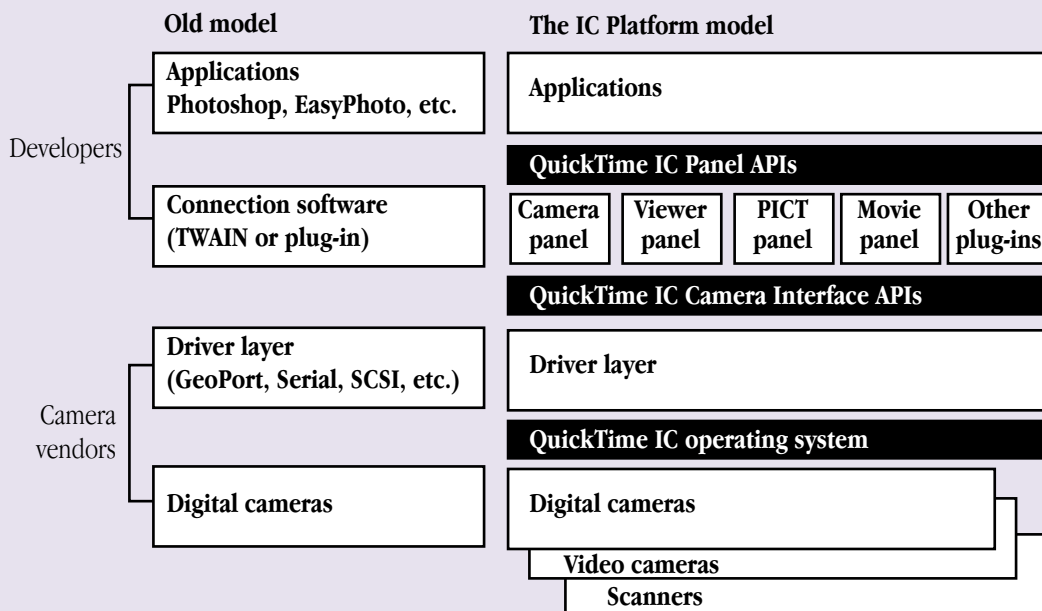 Old model
The IC Platform model
Developers
Applications
Photoshop, EasyPhoto, etc.
Applications
QuickTime IC Panel APIs
Connection software
(TWAIN or plug-in)
Camera
panel
Viewer
panel
PICT
panel
Movie
panel
Other
plug-ins
QuickTime IC Camera Interface APIs
Camera
vendors
Driver layer
(GeoPort, Serial, SCSI, etc.)
Driver layer
QuickTime IC operating system
Digital cameras
Digital cameras
Video cameras
Scanners